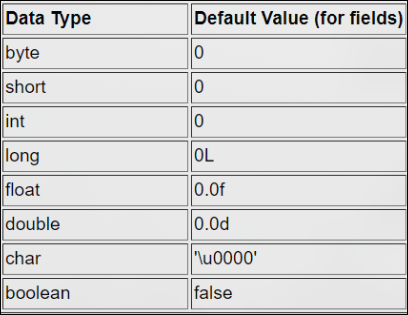 Data Type Default Value (for fields)
byte 0
short 0
int 0
long 0L
float 0.0f
double 0.0d
char '\u0000'
boolean false